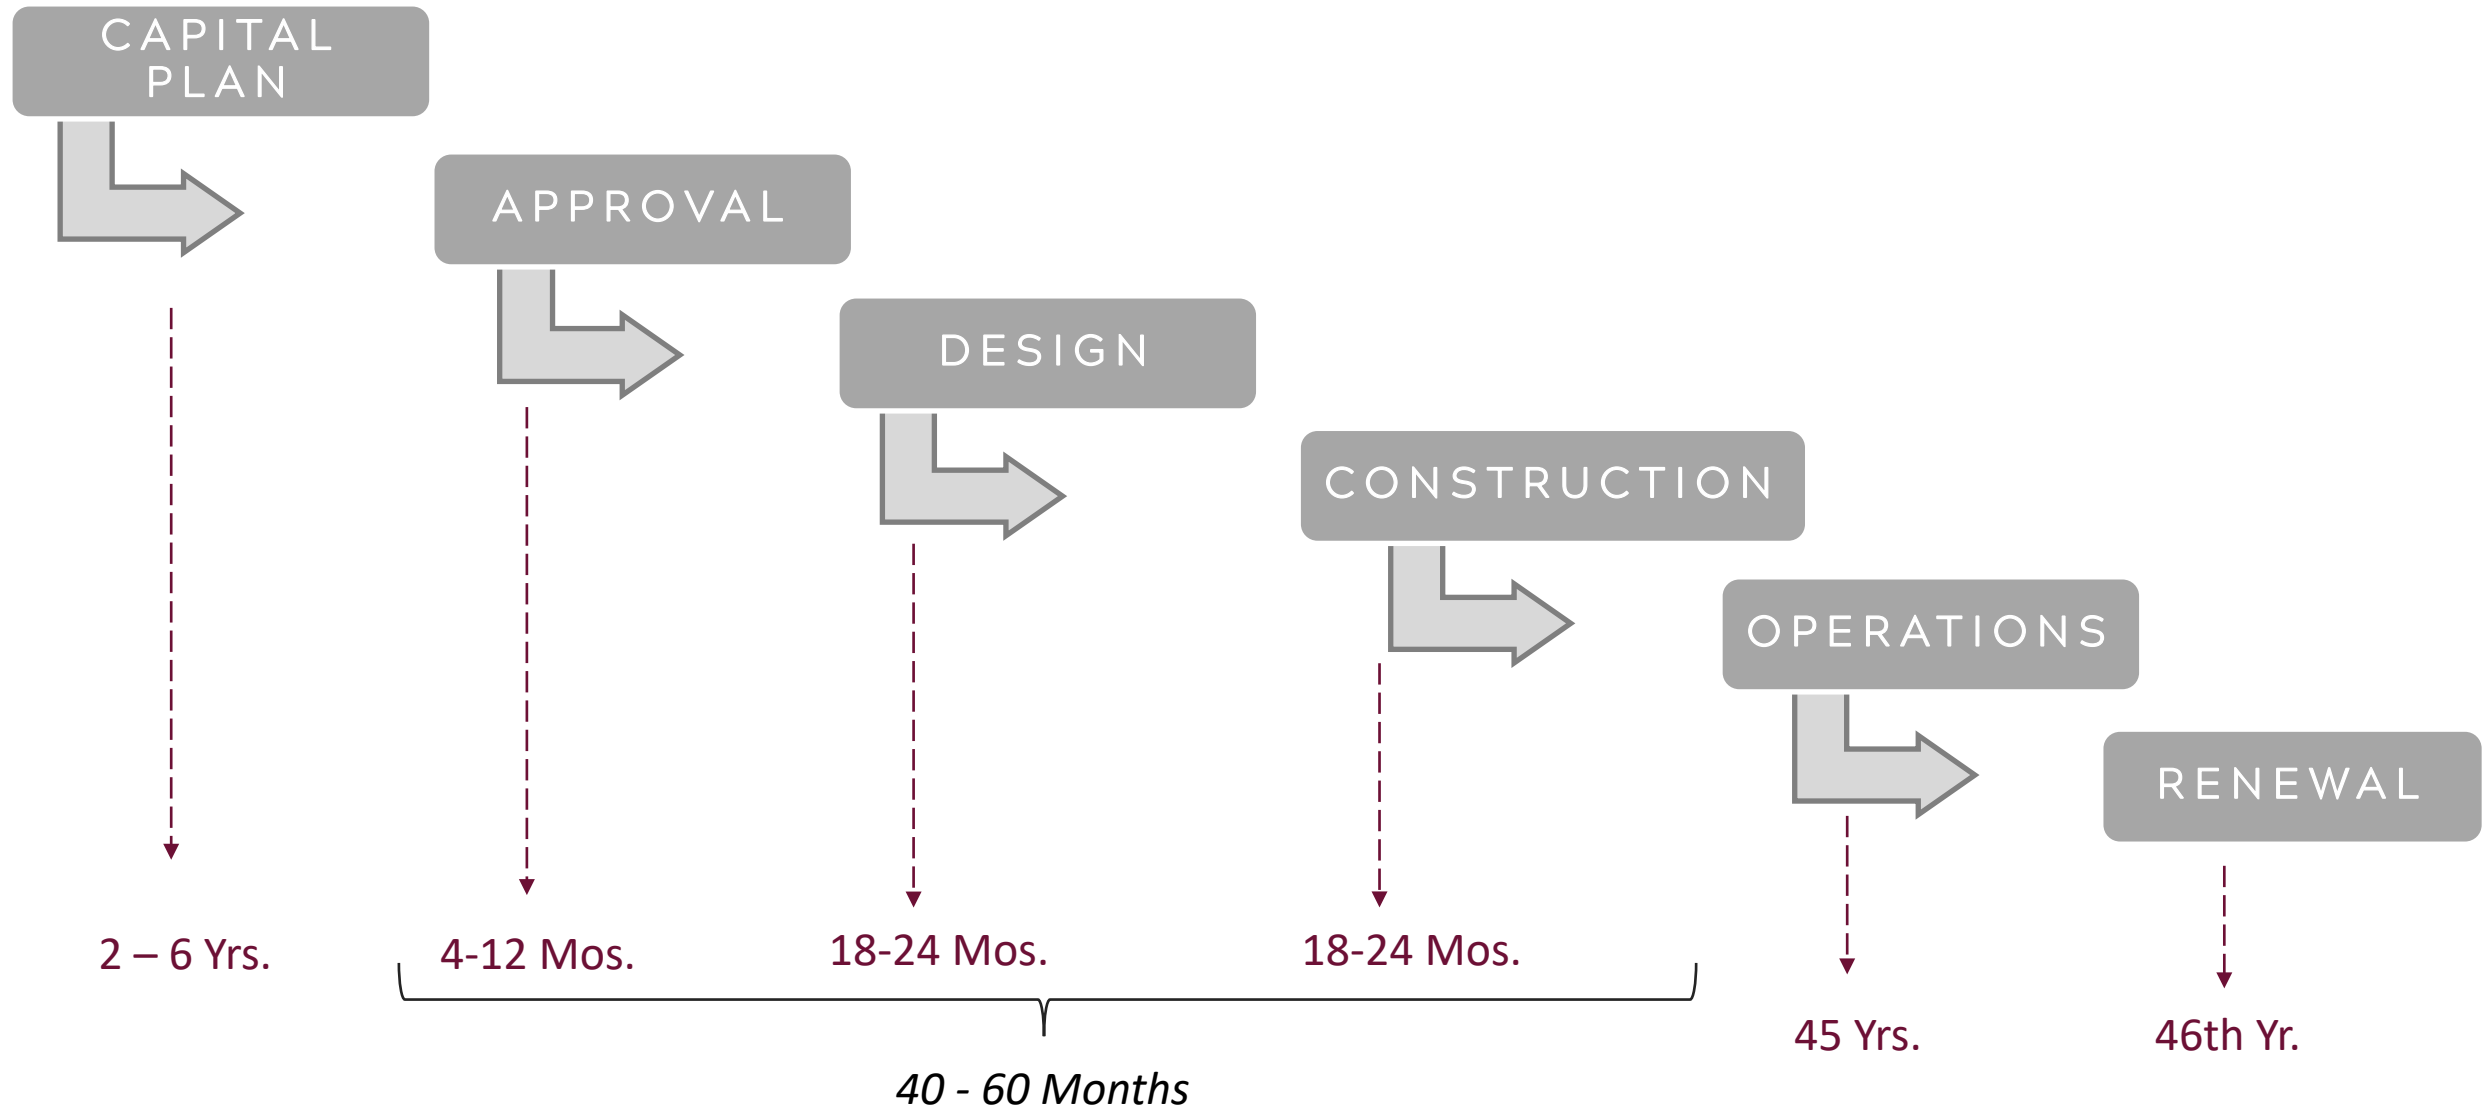 CAPITAL
PLAN
APPROVAL
DESIGN
CONSTRUCTION
OPERATIONS
RENEWAL
2 – 6 Yrs.
4-12 Mos.
18-24 Mos.
18-24 Mos.
45 Yrs.
46th Yr.
40 - 60 Months